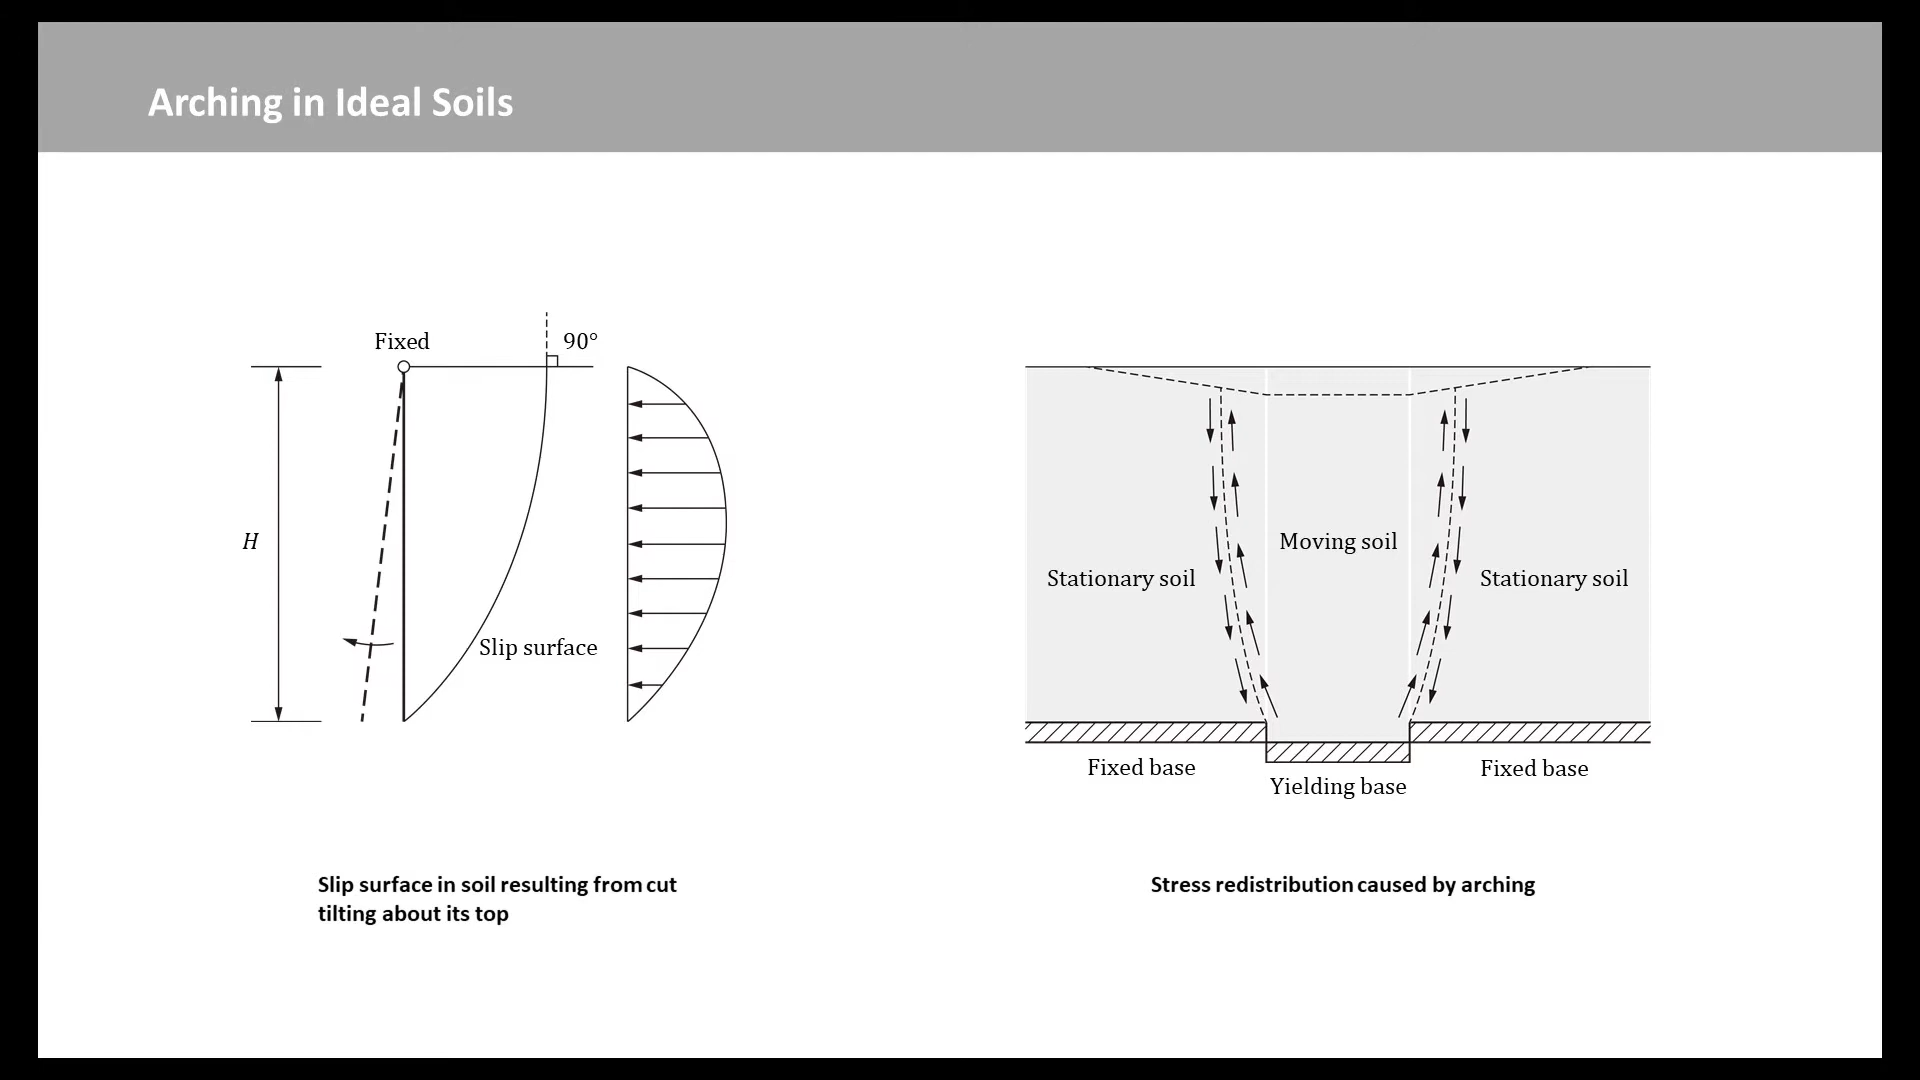 Arching in Ideal Soils
Fixed
90°
H
Slip surface
Slip surface in soil resulting from cut
tilting about its top
Moving soil
Stationary soil
Stationary soil
Fixed base
Yielding base
Fixed base
Stress redistribution caused by arching